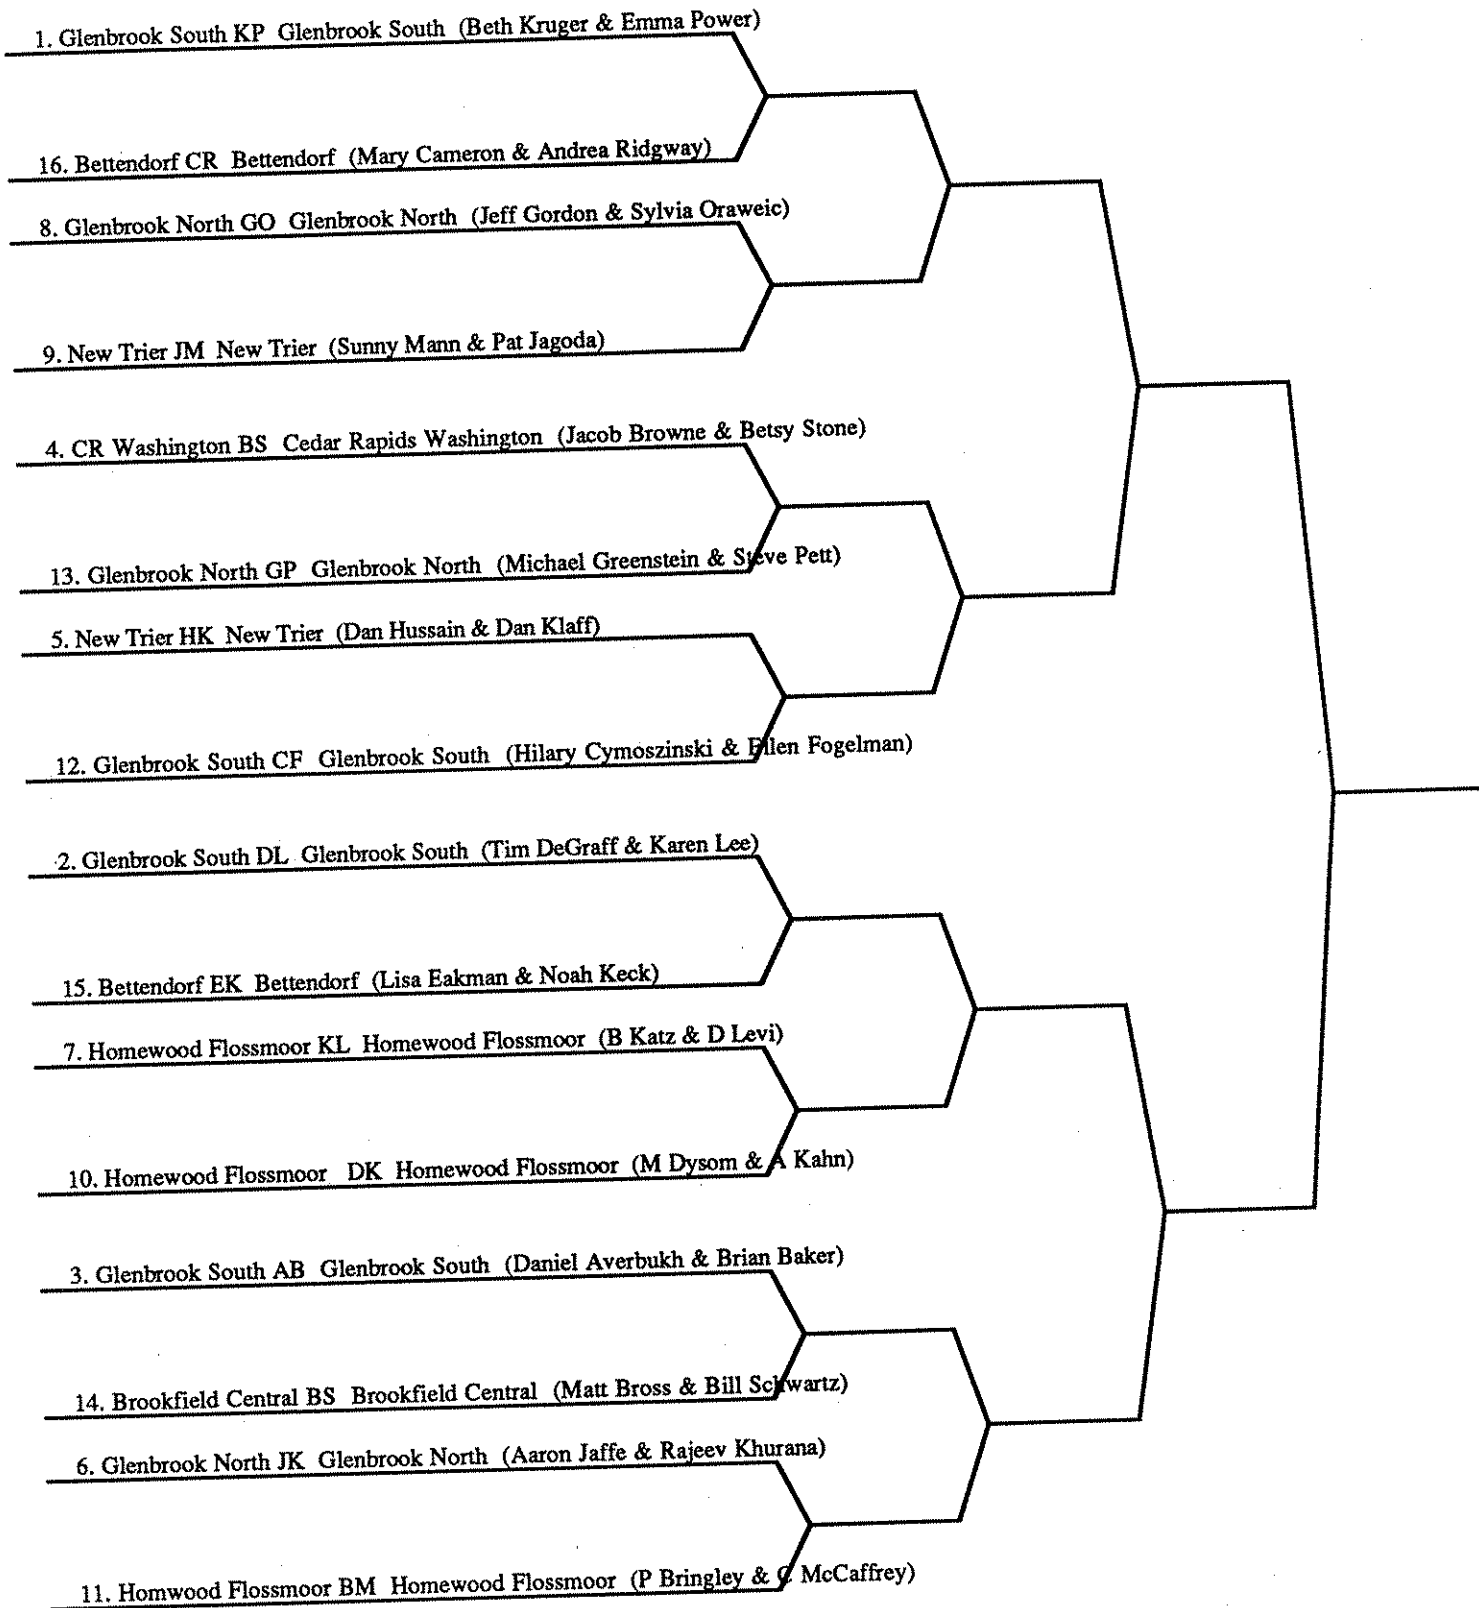 1. Glenbrook South KP Glenbrook South (Beth Kruger & Emma Power)
16. Bettendorf CR Bettendorf (Mary Cameron & Andrea Ridgway)
8. Glenbrook North GO Glenbrook North (Jeff Gordon & Sylvia Oraweic)
9. New Trier JM New Trier (Sunny Mann & Pat Jagoda)
4. CR Washington BS Cedar Rapids Washington (Jacob Browne & Betsy Stone)
13. Glenbrook North GP Glenbrook North (Michael Greenstein & Steve Pett)
5. New Trier HK New Trier (Dan Hussain & Dan Klaff)
12. Glenbrook South CF Glenbrook South (Hilary Cymoszinski & Ellen Fogelman)
2. Glenbrook South DL Glenbrook South (Tim DeGraff & Karen Lee)
15. Bettendorf EK Bettendorf (Lisa Eakman & Noah Keck)
7. Homewood Flossmoor KL Homewood Flossmoor (B Katz & D Levi)
10. Homewood Flossmoor DK Homewood Flossmoor (M Dysom & A Kahn)
3. Glenbrook South AB Glenbrook South (Daniel Averbukh & Brian Baker)
14. Brookfield Central BS Brookfield Central (Matt Bross & Bill Schwartz)
6. Glenbrook North JK Glenbrook North (Aaron Jaffe & Rajeev Khurana)
11. Homwood Flossmoor BM Homewood Flossmoor (P Bringley & C McCaffrey)